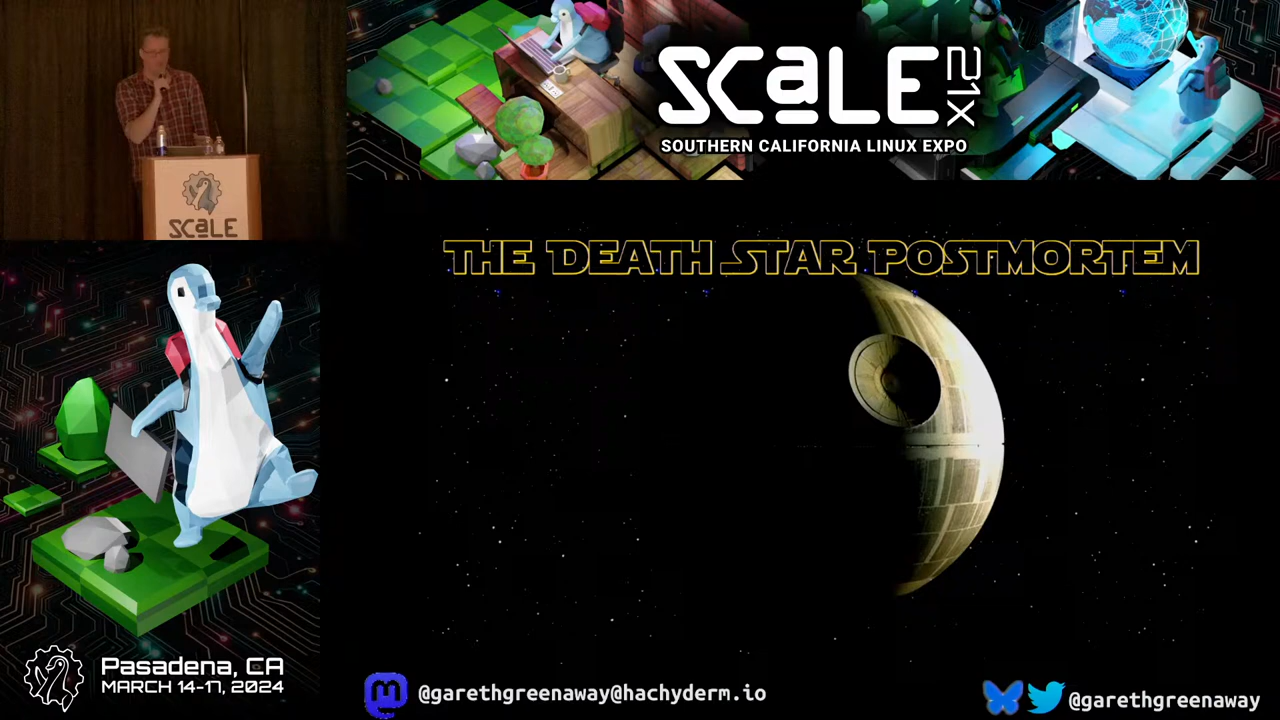 SCALE 21X
SOUTHERN CALIFORNIA LINUX EXPO
SCALE
THE DEATH STAR POSTMORTEM
Pasadena, CA
MARCH 14-17, 2024
@garethgreenaway@hachyderm.io
@garethgreenaway